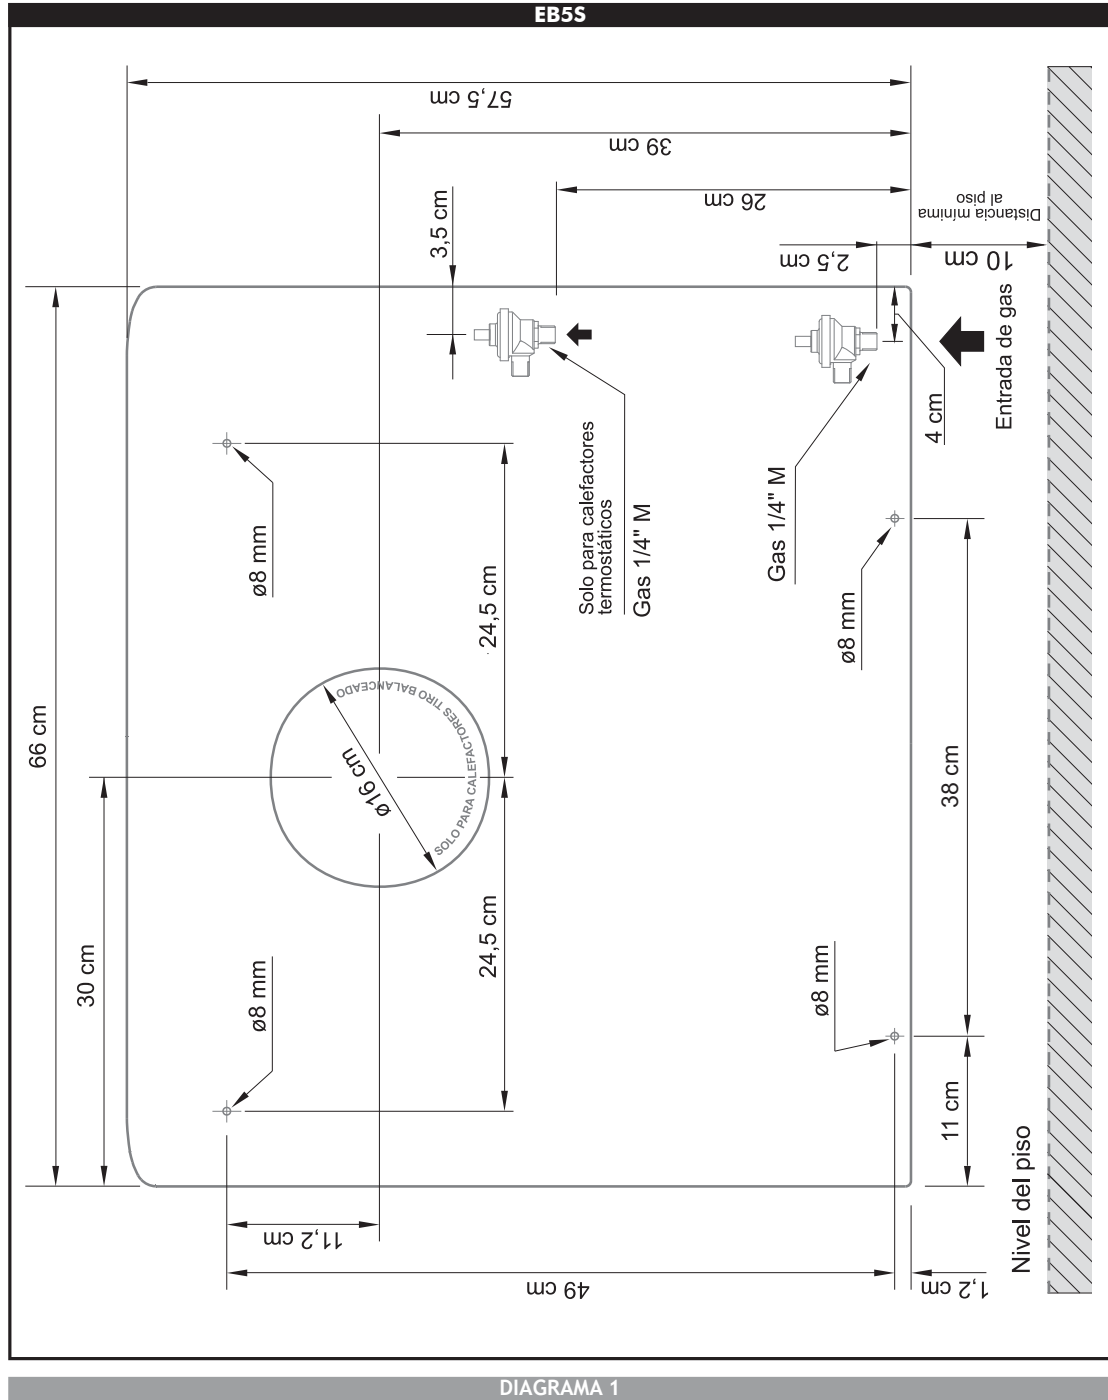 EB5S
57,5 cm
39 cm
26 cm
3,5 cm
Distancia mínima
al piso
2,5 cm
10 cm
Entrada de gas
4 cm
Solo para calefactores
termostáticos
Gas 1/4" M
Gas 1/4" M
ø8 mm
24,5 cm
ø8 mm
66 cm
SOLO PARA CALEFACTORES TIRO BALANCEADO
ø16 cm
38 cm
30 cm
24,5 cm
ø8 mm
ø8 mm
11 cm
Nivel del piso
11,2 cm
49 cm
1,2 cm
DIAGRAMA 1